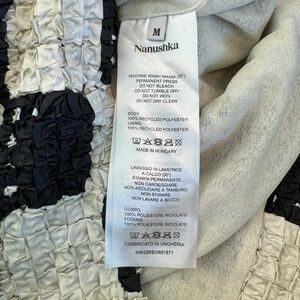 M
Nanushka
MACHINE WASH WARM (30°)
PERMANENT PRESS
DO NOT BLEACH
DO NOT TUMBLE DRY
DO NOT IRON
DO NOT DRY CLEAN
BODY:
100% RECYCLED POLYESTER
LINING:
100% RECYCLED POLYESTER
MADE IN HUNGARY
LAVAGGIO IN LAVATRICE
A CALDO (30°)
STAMPA PERMANENTE
NON CANDEGGIARE
NON ASCIUGARE A TAMBURO
NON STIRARE
NON LAVARE A SECCO
CORPO:
100% POLIESTERE RICICLATO
FODERA:
100% POLIESTERE RICICLATO
FABBRICATO IN UNGHERIA